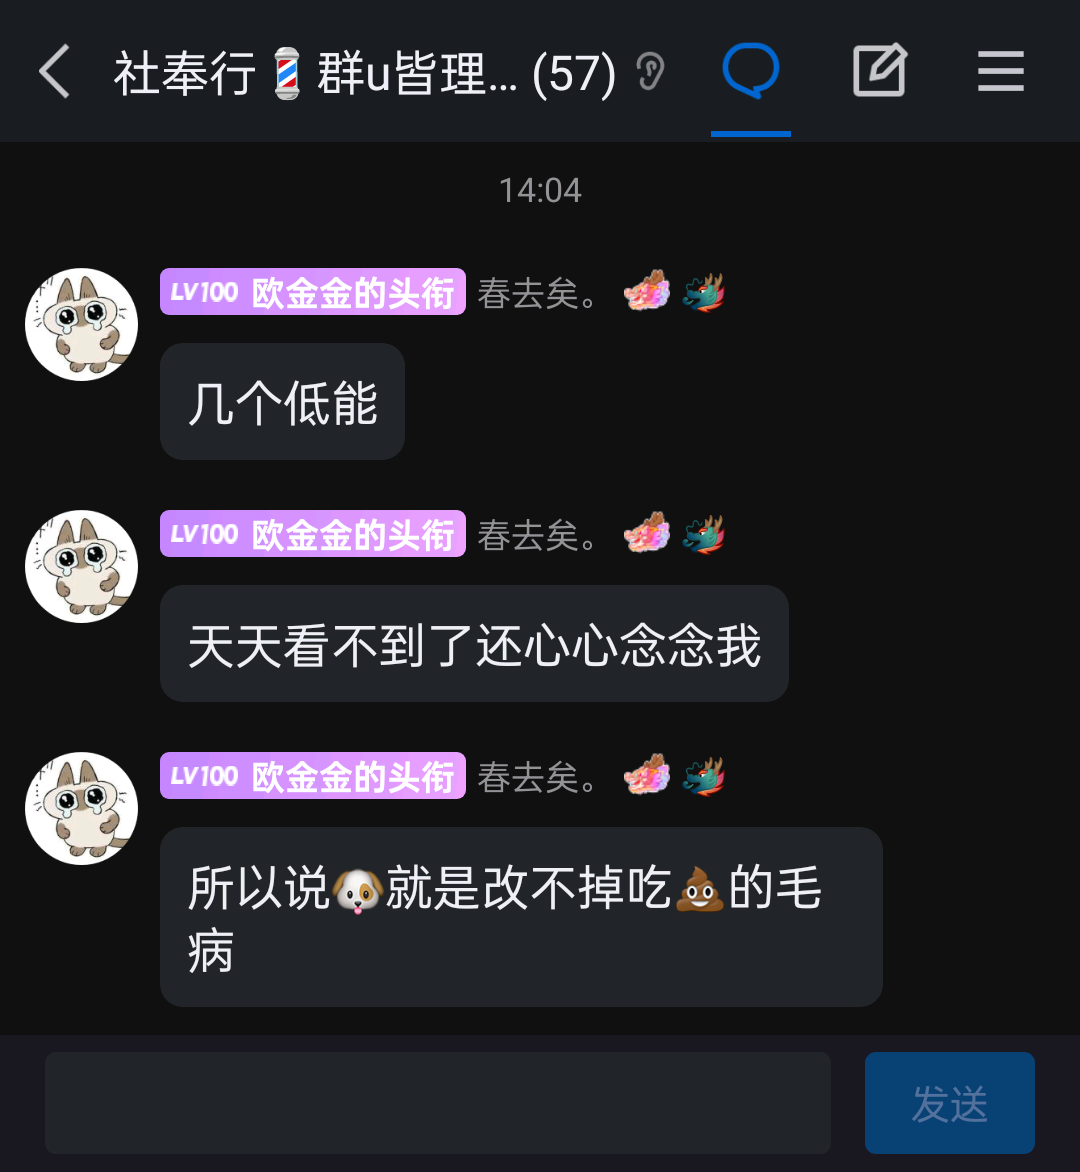 社奉行💈群u皆理... (57)
14:04
LV100 欧金金的头衔 春去矣。
几个低能
LV100 欧金金的头衔 春去矣。
天天看不到了还心心念念我
LV100 欧金金的头衔 春去矣。
所以说🐶就是改不掉吃💩的毛
病
发送